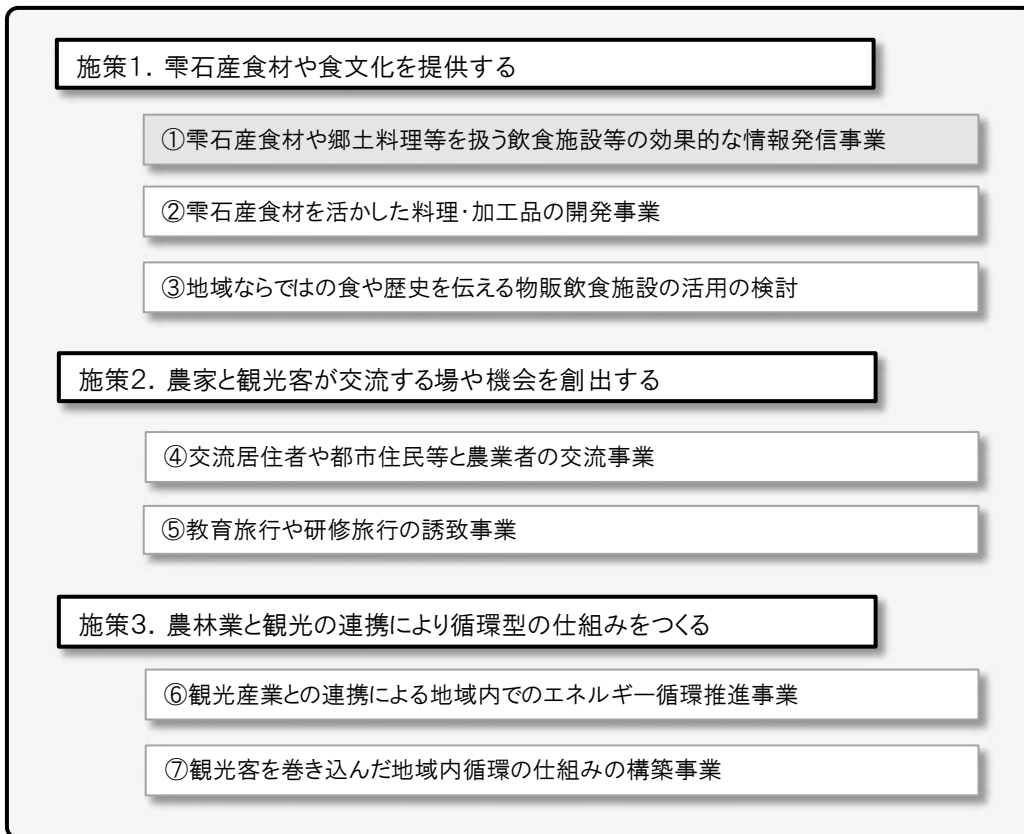 施策1．雫石産食材や食文化を提供する
①雫石産食材や郷土料理等を扱う飲食施設等の効果的な情報発信事業
②雫石産食材を活かした料理・加工品の開発事業
③地域ならではの食や歴史を伝える物販飲食施設の活用の検討
施策2．農家と観光客が交流する場や機会を創出する
④交流居住者や都市住民等と農業者の交流事業
⑤教育旅行や研修旅行の誘致事業
施策3．農林業と観光の連携により循環型の仕組みをつくる
⑥観光産業との連携による地域内でのエネルギー循環推進事業
⑦観光客を巻き込んだ地域内循環の仕組みの構築事業